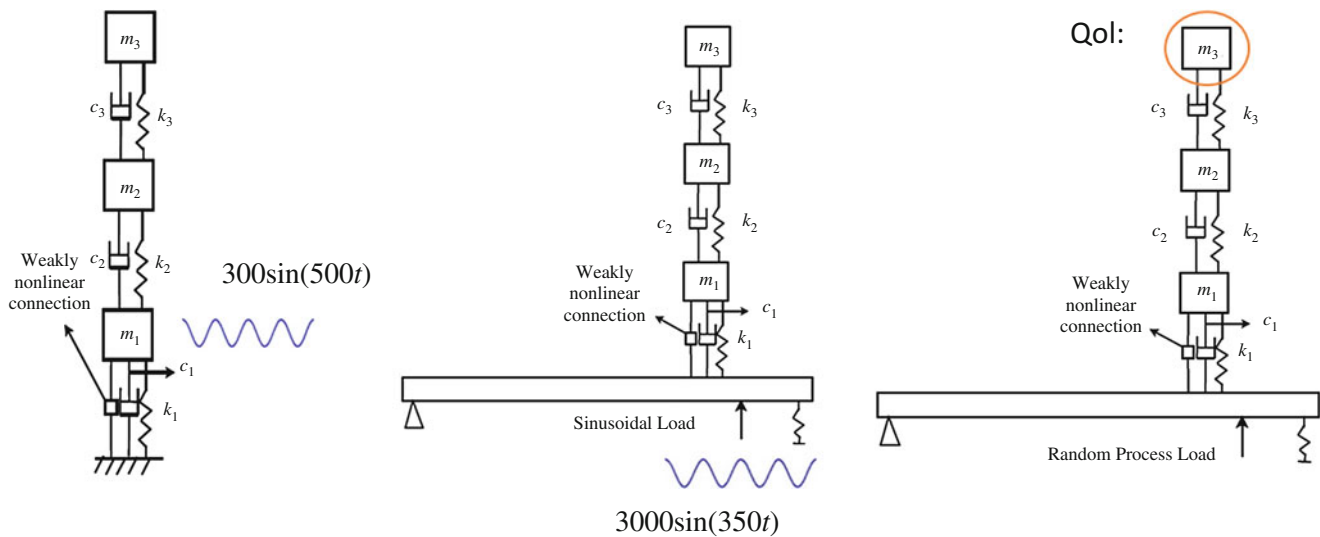 m3
c3
k3
m2
c2
k2
Weakly
nonlinear
connection
300sin(500t)
m1
c1
k1
m3
c3
k3
m2
c2
k2
Weakly
nonlinear
connection
m1
c1
k1
Sinusoidal Load
3000sin(350t)
QoI:
m3
c3
k3
m2
c2
k2
Weakly
nonlinear
connection
m1
c1
k1
Random Process Load